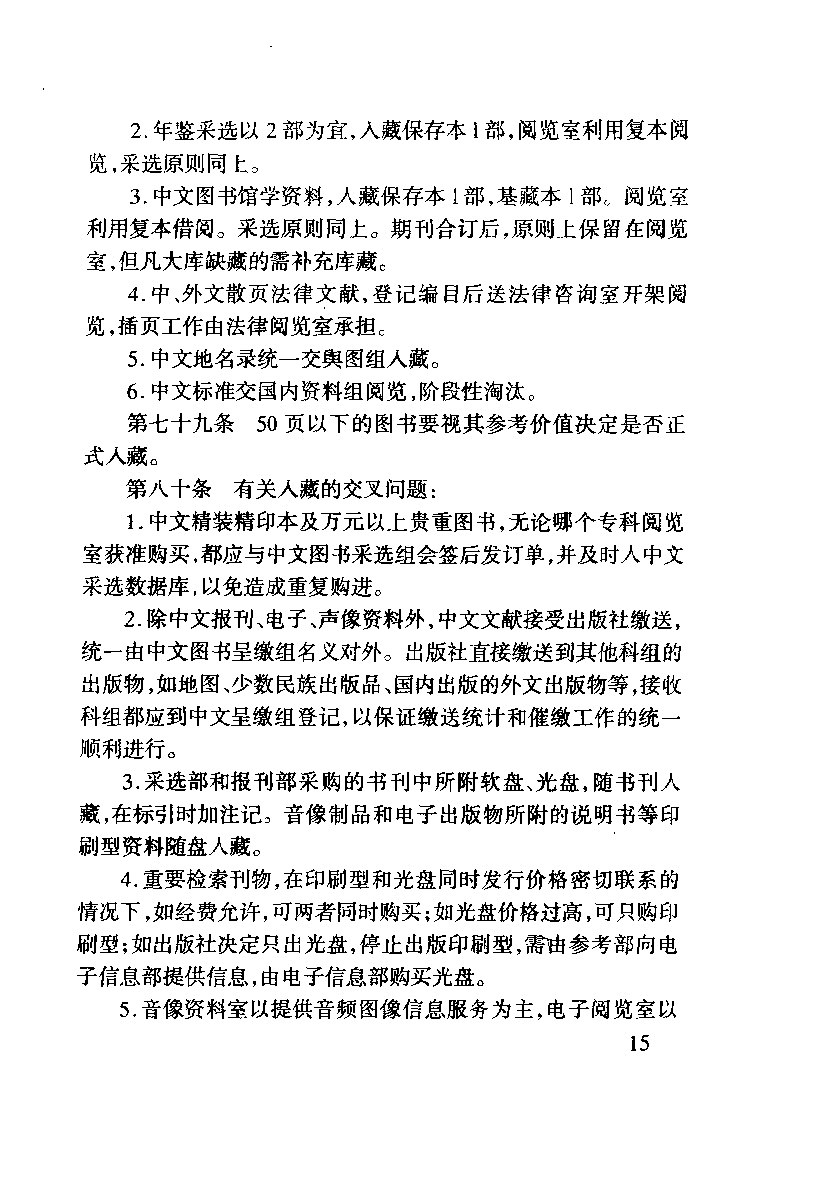 2.年鉴采选以2部为宜,入藏保存本1部,阅览室利用复本阅
览,采选原则同上。
3.中文图书馆学资料,入藏保存本1部,基藏本1部。阅览室
利用复本借阅。采选原则同上。期刊合订后,原则上保留在阅览
室,但凡大库缺藏的需补充库藏。
4.中、外文散页法律文献,登记编目后送法律咨询室开架阅
览,插页工作由法律阅览室承担。
5.中文地名录统一交舆图组入藏。
6.中文标准交国内资料组阅览,阶段性淘汰。
第七十九条　50页以下的图书要视其参考价值决定是否正
式入藏。
第八十条　有关入藏的交叉问题:
1.中文精装精印本及万元以上贵重图书,无论哪个专科阅览
室获准购买,都应与中文图书采选组会签后发订单,并及时入中文
采选数据库,以免造成重复购进。
2.除中文报刊、电子、声像资料外,中文文献接受出版社缴送,
统一由中文图书呈缴组名义对外。出版社直接缴送到其他科组的
出版物,如地图、少数民族出版品、国内出版的外文出版物等,接收
科组都应到中文呈缴组登记,以保证缴送统计和催缴工作的统一
顺利进行。
3.采选部和报刊部采购的书刊中所附软盘、光盘,随书刊入
藏,在标引时加注记。音像制品和电子出版物所附的说明书等印
刷型资料随盘入藏。
4.重要检索刊物,在印刷型和光盘同时发行价格密切联系的
情况下,如经费允许,可两者同时购买;如光盘价格过高,可只购印
刷型;如出版社决定只出光盘,停止出版印刷型,需由参考部向电
子信息部提供信息,由电子信息部购买光盘。
5.音像资料室以提供音频图像信息服务为主,电子阅览室以
15